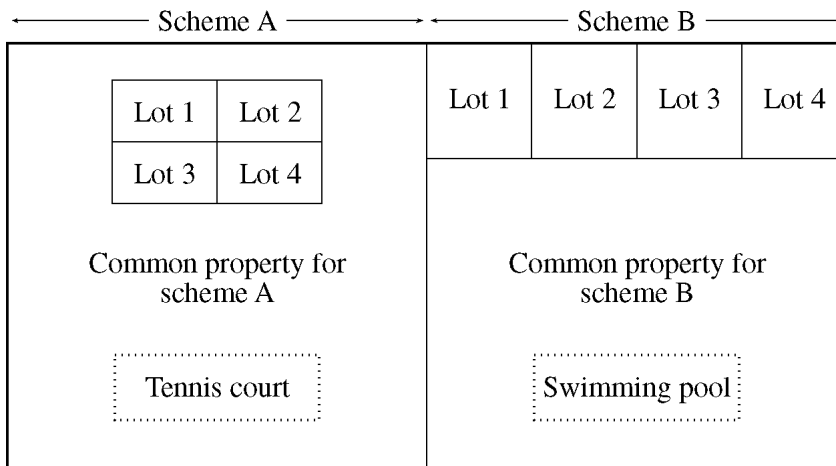 Scheme A
Scheme B
Lot 1
Lot 2
Lot 3
Lot 4
Common property for
scheme A
Tennis court
Lot 1
Lot 2
Lot 3
Lot 4
Common property for
scheme B
Swimming pool